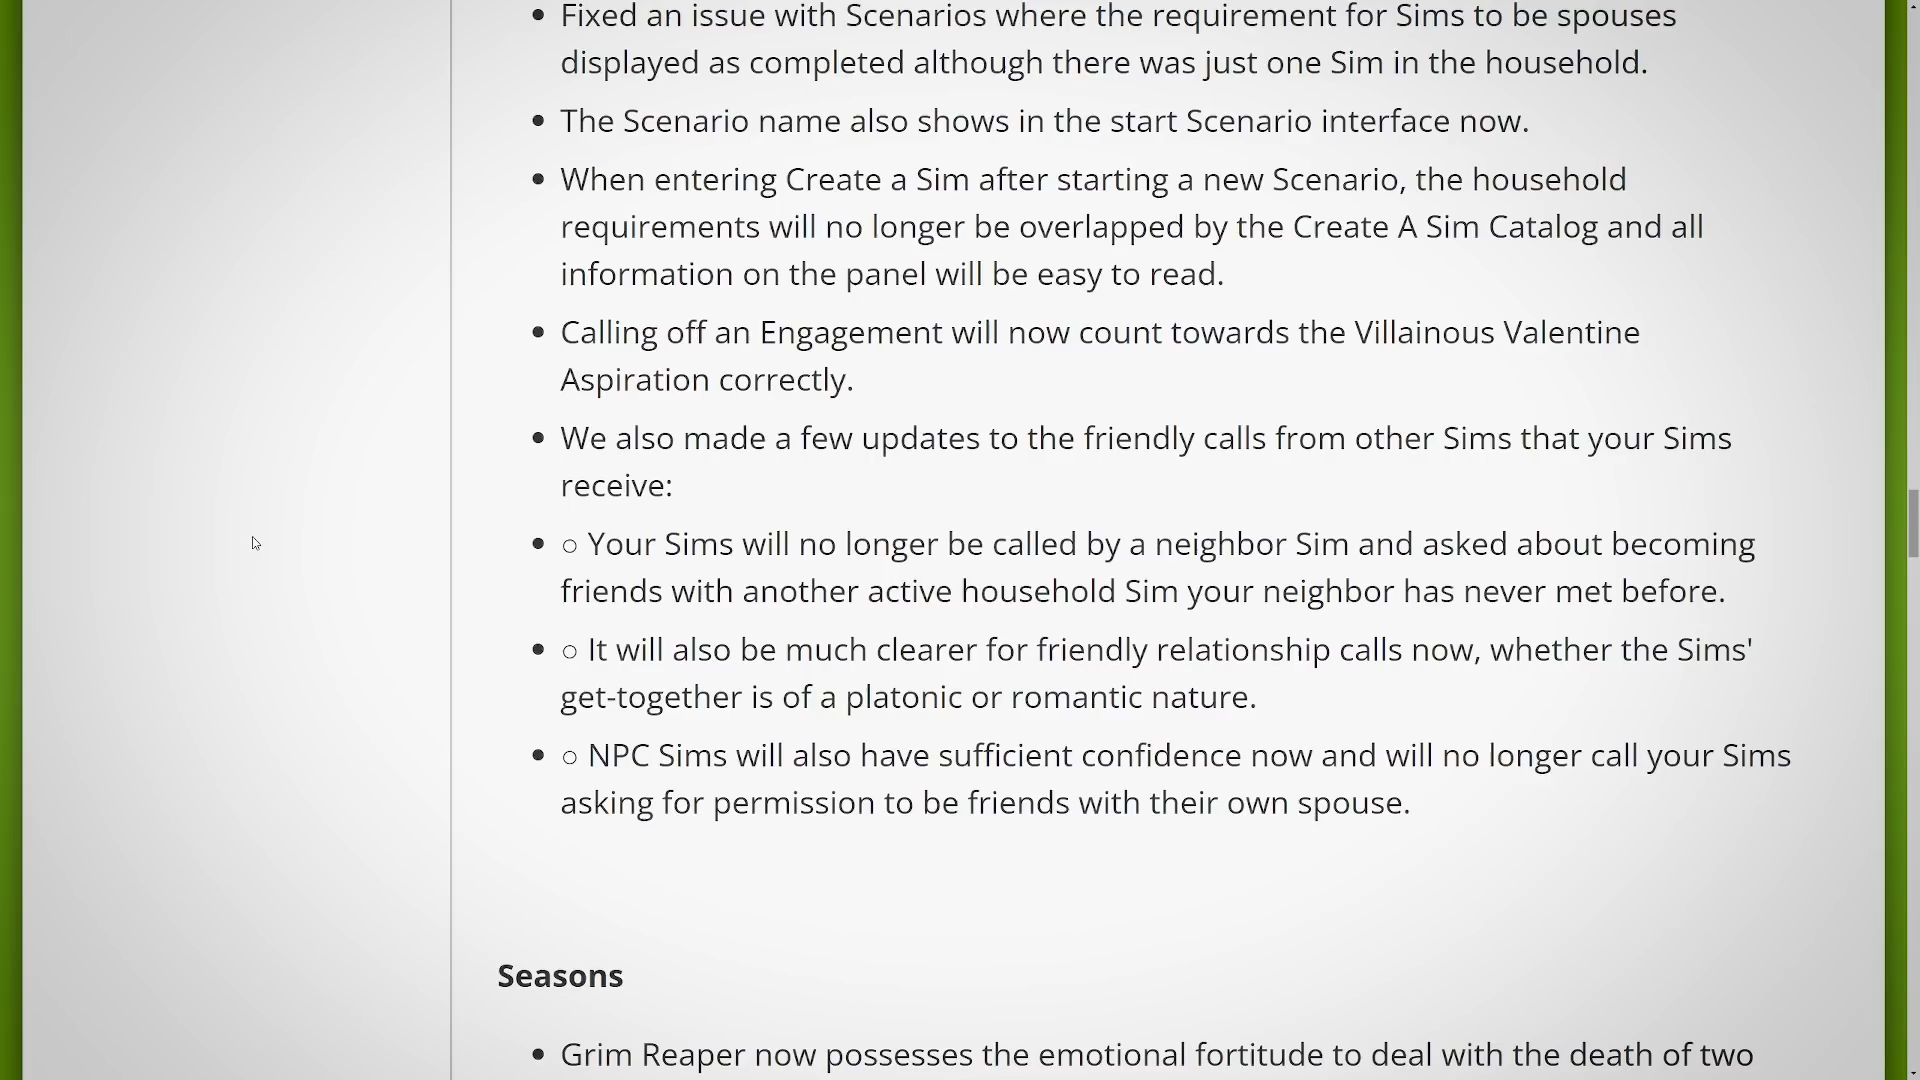 • Fixed an issue with Scenarios where the requirement for Sims to be spouses
displayed as completed although there was just one Sim in the household.
• The Scenario name also shows in the start Scenario interface now.
• When entering Create a Sim after starting a new Scenario, the household
requirements will no longer be overlapped by the Create A Sim Catalog and all
information on the panel will be easy to read.
• Calling off an Engagement will now count towards the Villainous Valentine
Aspiration correctly.
• We also made a few updates to the friendly calls from other Sims that your Sims
receive:
• ○ Your Sims will no longer be called by a neighbor Sim and asked about becoming
friends with another active household Sim your neighbor has never met before.
• ○ It will also be much clearer for friendly relationship calls now, whether the Sims'
get-together is of a platonic or romantic nature.
• ○ NPC Sims will also have sufficient confidence now and will no longer call your Sims
asking for permission to be friends with their own spouse.
Seasons
• Grim Reaper now possesses the emotional fortitude to deal with the death of two